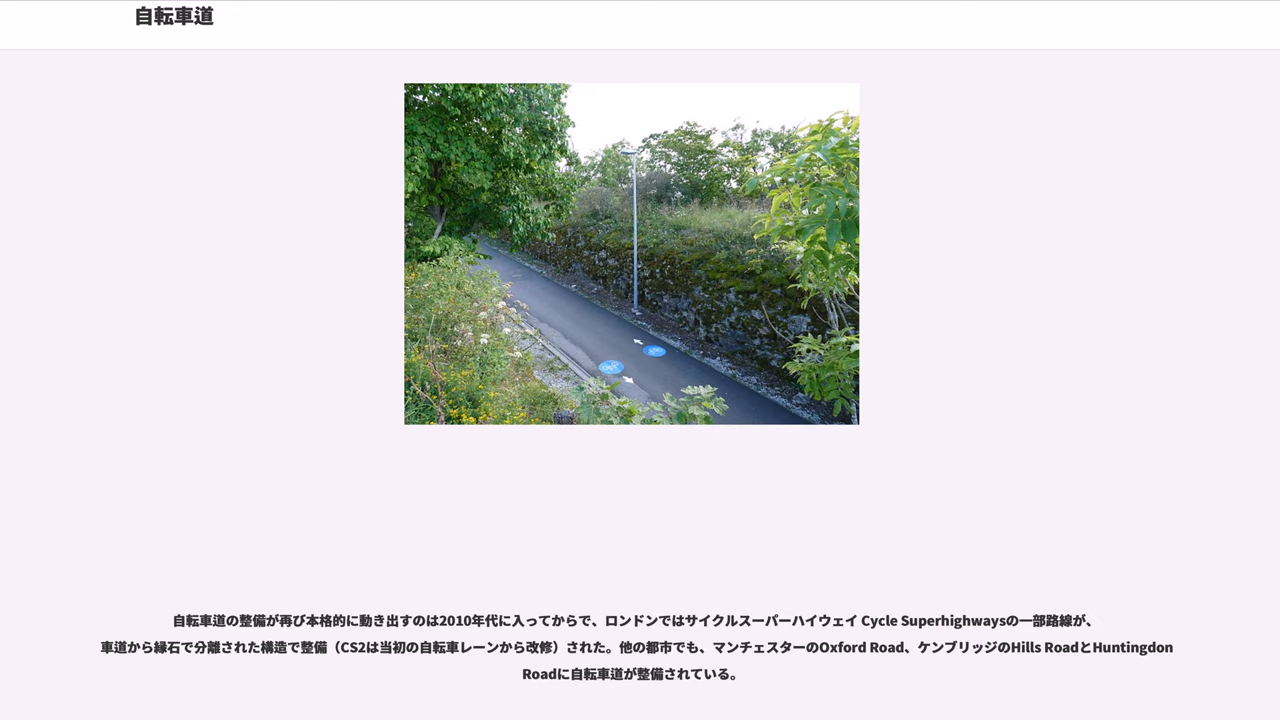 自転車道
自転車道の整備が再び本格的に動き出すのは2010年代に入ってからで、ロンドンではサイクルスーパーハイウェイ Cycle Superhighwaysの一部路線が、
車道から縁石で分離された構造で整備（CS2は当初の自転車レーンから改修）された。他の都市でも、マンチェスターのOxford Road、ケンブリッジのHills RoadとHuntingdon
Roadに自転車道が整備されている。